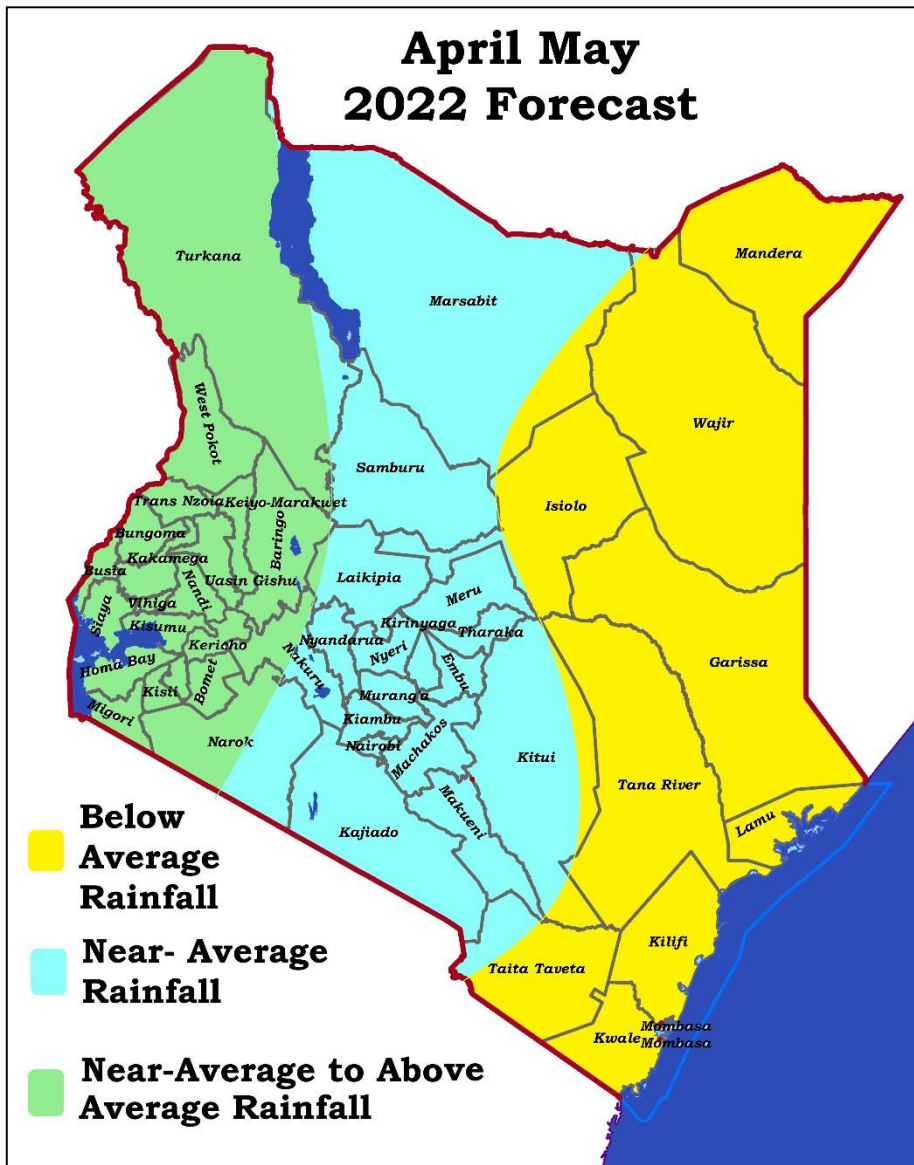 April May
2022 Forecast
Mandera
Turkana
Marsabit
West Pokot
Wajir
Samburu
Trans Nzoia
Keiyo-Marakwet
Isiolo
Bungoma
Baringo
Kakamega
Busia
Nandi
Uasin Gishu
Laikipia
Meru
Siaya
Vihiga
Kisumu
Kirinyaga
Tharaka
Kericho
Nyandarua
Nyeri
Homa Bay
Bomet
Nakuru
Embu
Garissa
Kisii
Muranga
Migori
Kiambu
Narok
Nairobi
Machakos
Kitui
Tana River
Makueni
Lamu
Kajiado
Below
Average
Rainfall
Kilifi
Near- Average
Rainfall
Taita Taveta
Mombasa
Kwale
Mombasa
Near-Average to Above
Average Rainfall